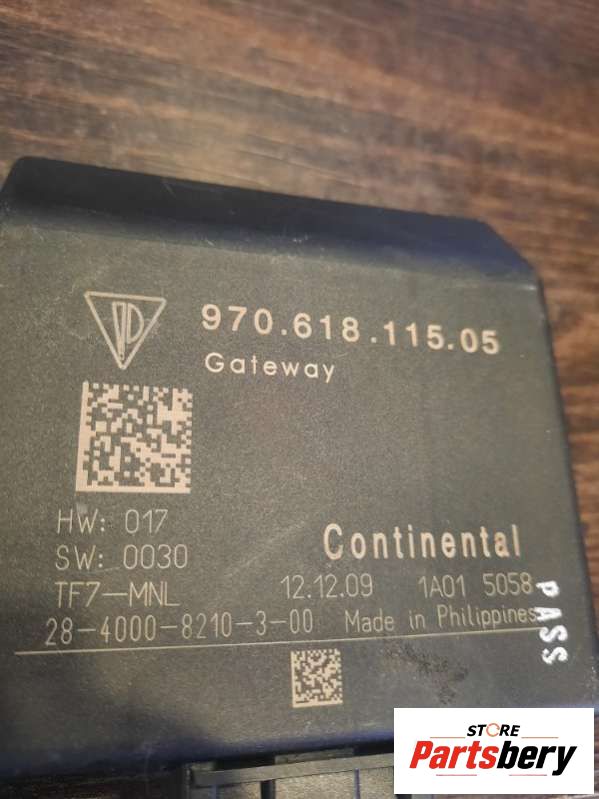 970.618.115.05
Gateway
HW: 017
SW: 0030
Continental
TF7-MNL 12.12.09 1A01 5058
28-4000-8210-3-00 Made in Philippines
PASS
STORE
Partsbery